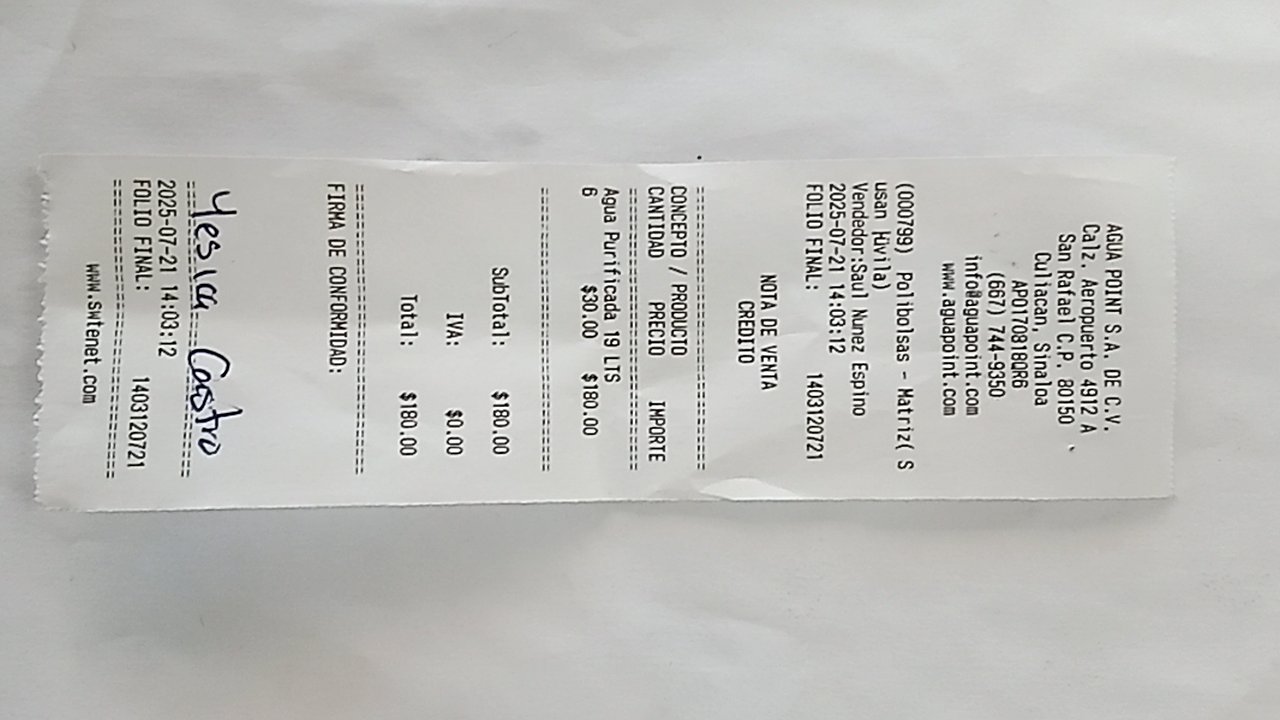 AGUA POINT S.A. DE C.V.
Calz. Aeropuerto 4912 A
San Rafael C.P. 80150
Culiacan, Sinaloa
APO170818QR6
(667) 744-9350
info@aguapoint.com
www.aguapoint.com
(000799) Polibolsas - Matriz( S
usan Húvila)
Vendedor:Saul Nunez Espino
2025-07-21 14:03:12
FOLIO FINAL: 1403120721
NOTA DE VENTA
CREDITO
==============================
CONCEPTO / PRODUCTO
CANTIDAD PRECIO IMPORTE
==============================
Agua Purificada 19 LTS
6 $30.00 $180.00
==============================
SubTotal: $180.00
IVA: $0.00
Total: $180.00
==============================
FIRMA DE CONFORMIDAD:
Yesica Castro
==============================
2025-07-21 14:03:12
FOLIO FINAL: 1403120721
==============================
www.swtenet.com